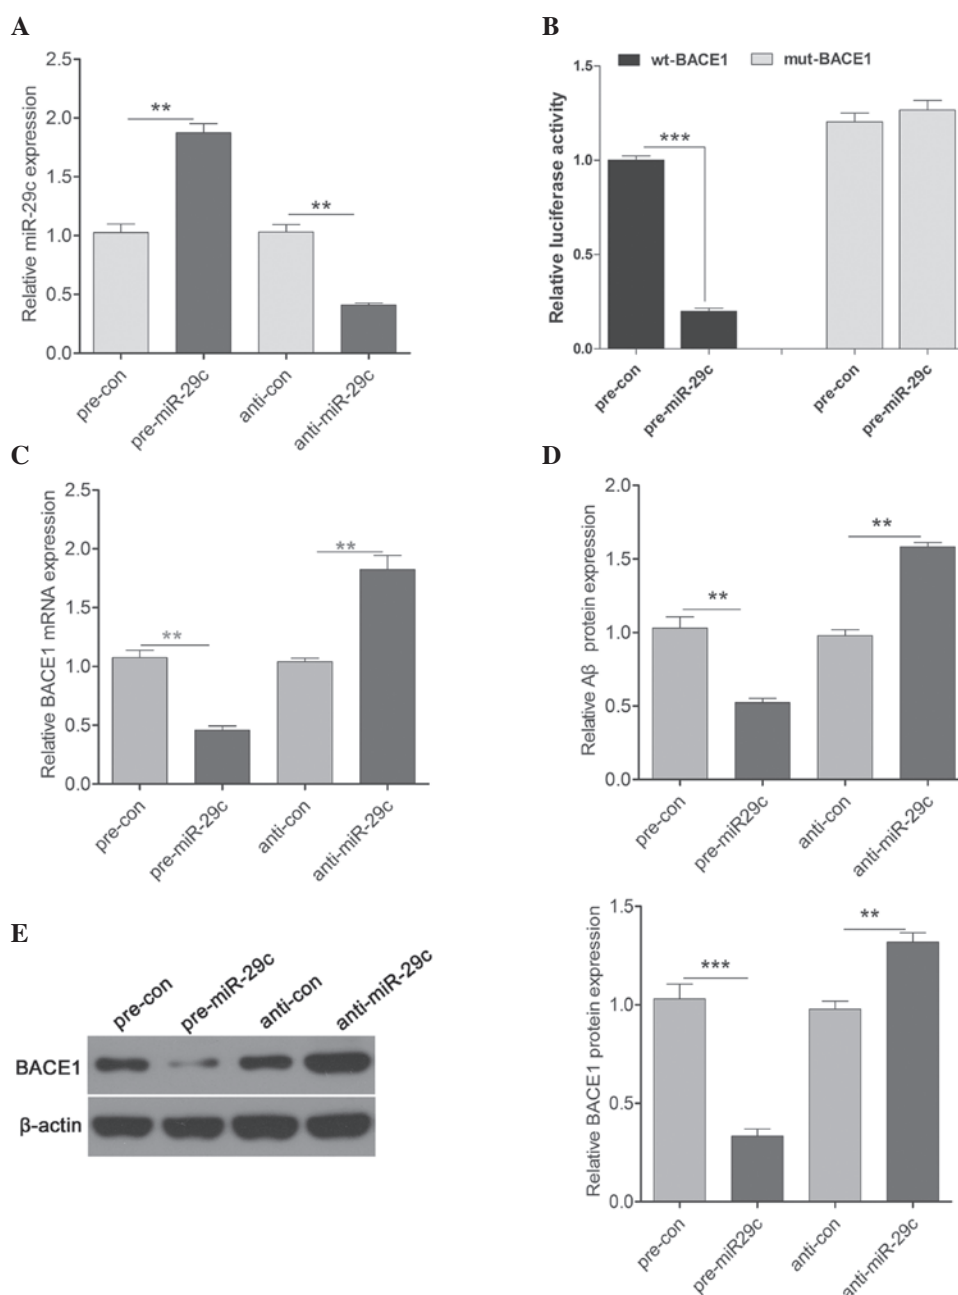 A
Relative miR-29c expression
2.5
2.0
1.5
1.0
0.5
0.0
**
**
pre-con
pre-miR-29c
anti-con
anti-miR-29c
B
wt-BACE1
mut-BACE1
Relative luciferase activity
1.5
1.0
0.5
0.0
***
pre-con
pre-miR-29c
pre-con
pre-miR-29c
C
Relative BACE1 mRNA expression
2.5
2.0
1.5
1.0
0.5
0.0
**
**
pre-con
pre-miR-29c
anti-con
anti-miR-29c
D
Relative Aβ protein expression
2.0
1.5
1.0
0.5
0.0
**
**
pre-con
pre-miR29c
anti-con
anti-miR-29c
E
pre-con
pre-miR-29c
anti-con
anti-miR-29c
BACE1
β-actin
Relative BACE1 protein expression
1.5
1.0
0.5
0.0
***
**
pre-con
pre-miR29c
anti-con
anti-miR-29c